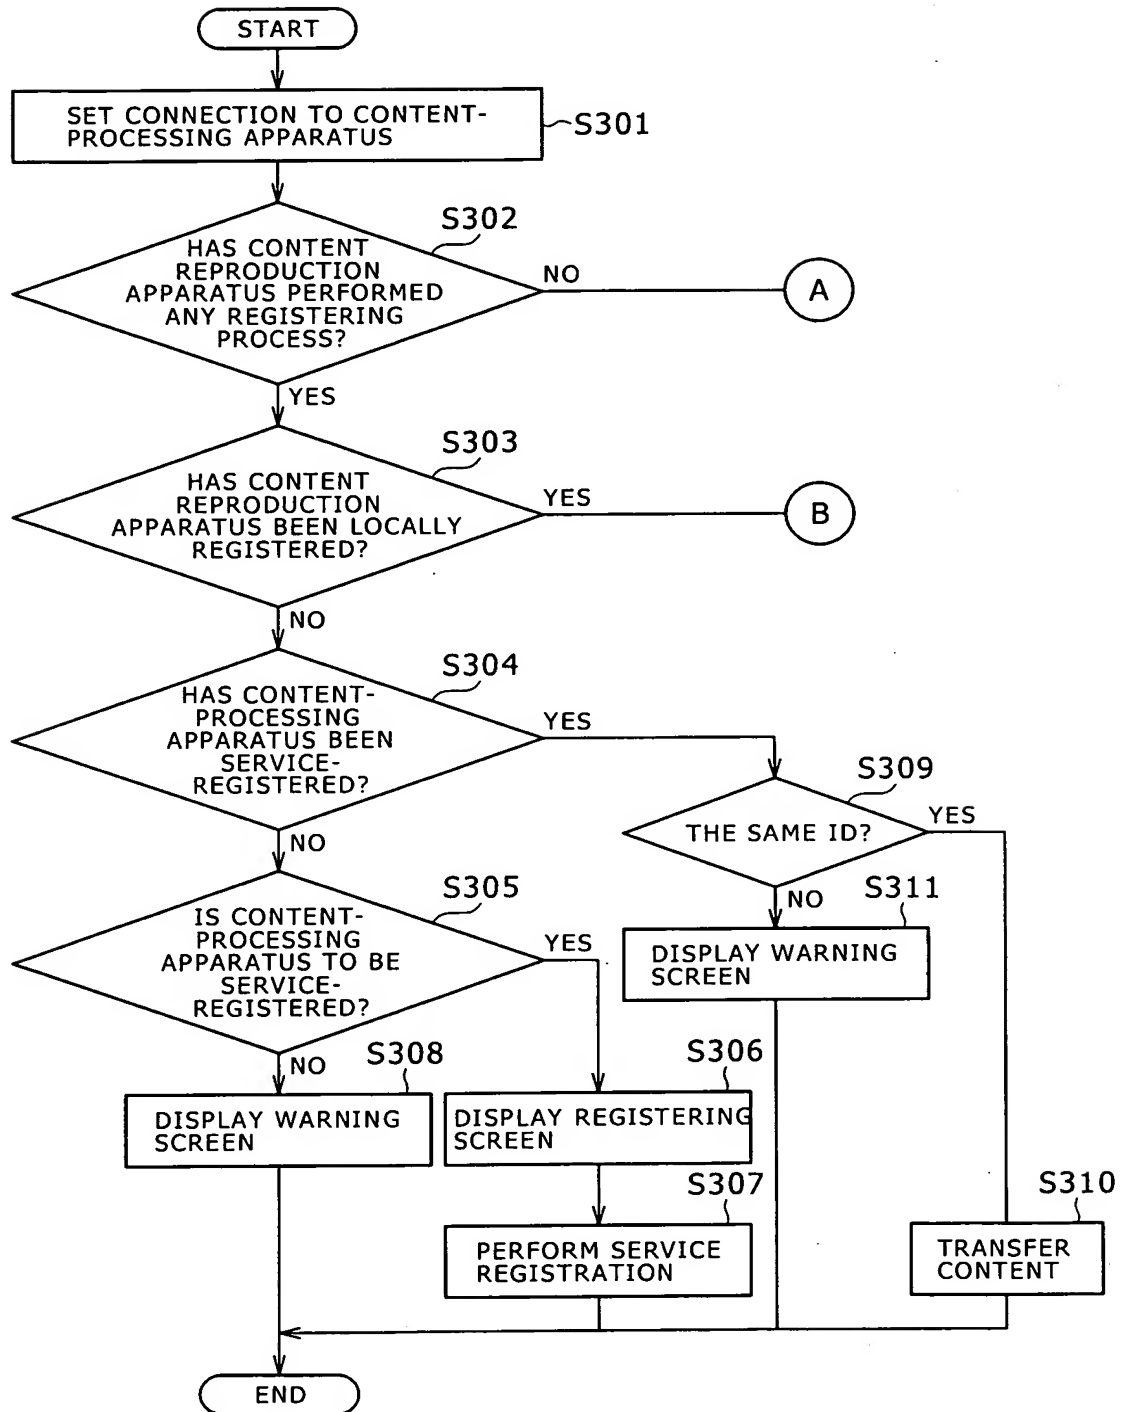 START
SET CONNECTION TO CONTENT-
PROCESSING APPARATUS
S301
S302
HAS CONTENT
REPRODUCTION
APPARATUS PERFORMED
ANY REGISTERING
PROCESS?
NO
A
YES
S303
HAS CONTENT
REPRODUCTION
APPARATUS BEEN LOCALLY
REGISTERED?
YES
B
NO
S304
HAS CONTENT-
PROCESSING
APPARATUS BEEN
SERVICE-
REGISTERED?
YES
S309
THE SAME ID?
YES
NO
NO
S305
IS CONTENT-
PROCESSING
APPARATUS TO BE
SERVICE-
REGISTERED?
YES
S311
DISPLAY WARNING
SCREEN
NO
S308
DISPLAY WARNING
SCREEN
S306
DISPLAY REGISTERING
SCREEN
S307
PERFORM SERVICE
REGISTRATION
S310
TRANSFER
CONTENT
END